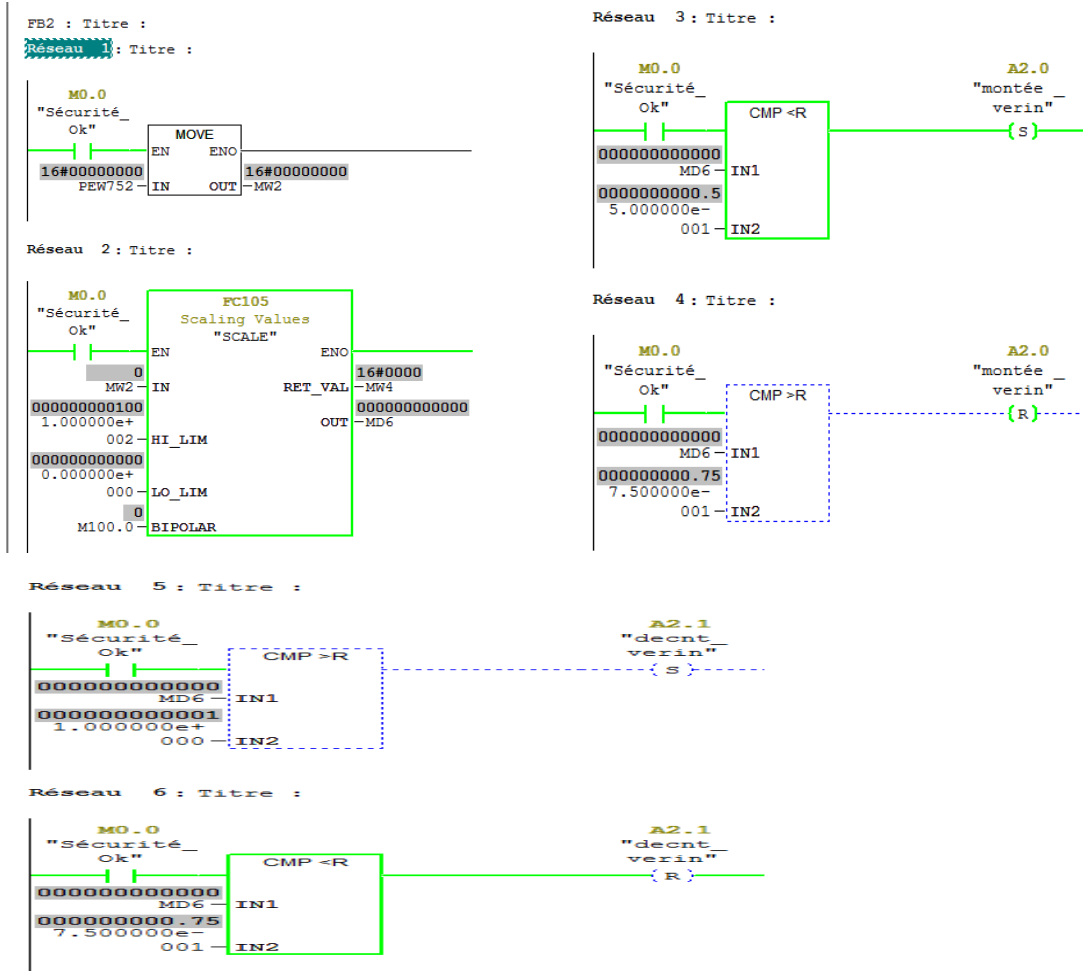 FB2 : Titre :
Réseau 1: Titre :
M0.0
"Sécurité_
Ok"
MOVE
EN ENO
16#00000000 16#00000000
PEW752 IN OUT MW2
Réseau 2: Titre :
M0.0
"Sécurité_
Ok"
FC105
Scaling Values
"SCALE"
EN ENO
0 16#0000
MW2 IN RET_VAL MW4
000000000100 000000000000
1.000000e+ OUT MD6
002 HI_LIM
000000000000
0.000000e+
000 LO_LIM
0
M100.0 BIPOLAR
Réseau 3: Titre :
M0.0 A2.0
"Sécurité_ "montée _
Ok" verin"
CMP <R
S
000000000000
MD6 IN1
0000000000.5
5.000000e-
001 IN2
Réseau 4: Titre :
M0.0 A2.0
"Sécurité_ "montée _
Ok" verin"
CMP >R
R
000000000000
MD6 IN1
000000000.75
7.500000e-
001 IN2
Réseau 5: Titre :
M0.0 A2.1
"Sécurité_ "decnt_
Ok" verin"
CMP >R
S
000000000000
MD6 IN1
000000000001
1.000000e+
000 IN2
Réseau 6: Titre :
M0.0 A2.1
"Sécurité_ "decnt_
Ok" verin"
CMP <R
R
000000000000
MD6 IN1
000000000.75
7.500000e-
001 IN2